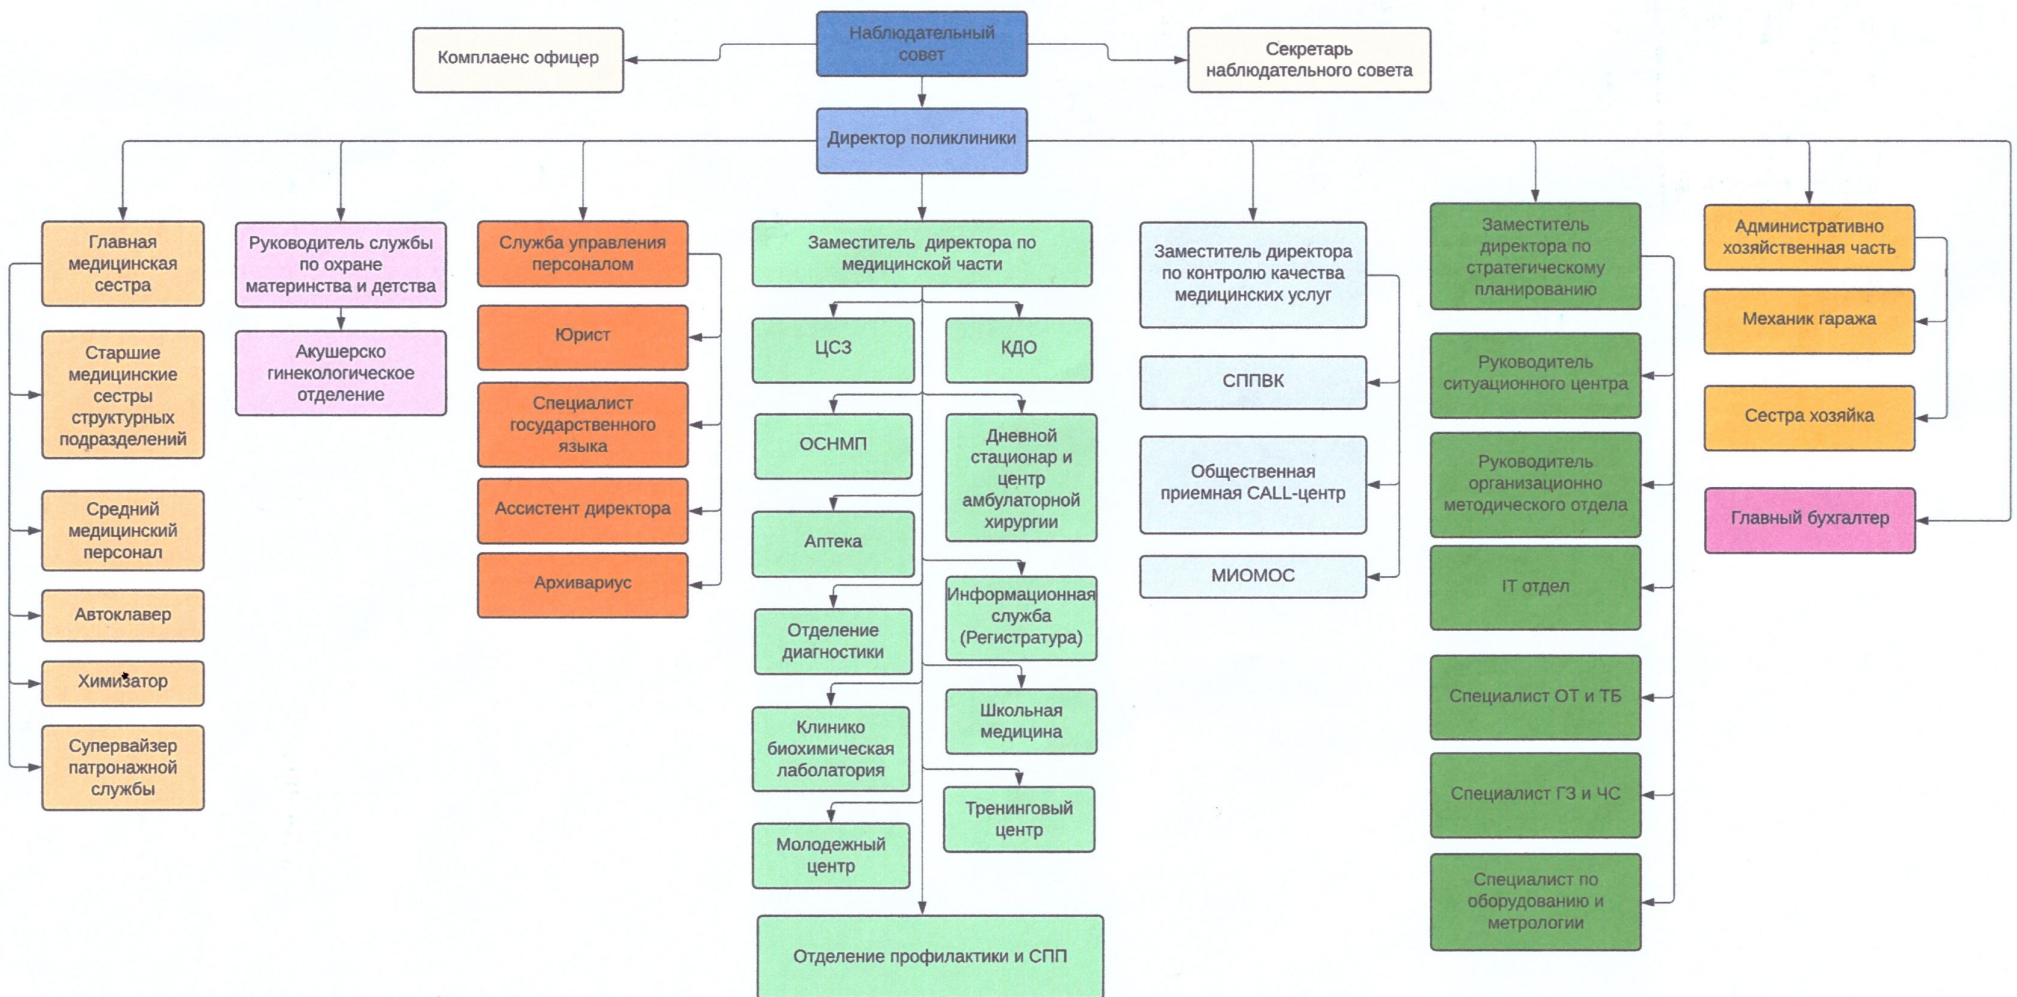 Наблюдательный
совет
Комплаенс офицер
Секретарь
наблюдательного совета
Директор поликлиники
Главная
медицинская
сестра
Старшие
медицинские
сестры
структурных
подразделений
Средний
медицинский
персонал
Автоклавер
Химизатор
Супервайзер
патронажной
службы
Руководитель службы
по охране
материнства и детства
Акушерско
гинекологическое
отделение
Служба управления
персоналом
Юрист
Специалист
государственного
языка
Ассистент директора
Архивариус
Заместитель директора по
медицинской части
ЦСЗ
КДО
ОСНМП
Дневной
стационар и
центр
амбулаторной
хирургии
Аптека
Информационная
служба
(Регистратура)
Отделение
диагностики
Школьная
медицина
Клинико
биохимическая
лаболатория
Тренинговый
центр
Молодежный
центр
Отделение профилактики и СПП
Заместитель директора
по контролю качества
медицинских услуг
СППВК
Общественная
приемная CALL-центр
МИОМОС
Заместитель
директора по
стратегическому
планированию
Руководитель
ситуационного центра
Руководитель
организационно
методического отдела
IT отдел
Специалист ОТ и ТБ
Специалист ГЗ и ЧС
Специалист по
оборудованию и
метрологии
Административно
хозяйственная часть
Механик гаража
Сестра хозяйка
Главный бухгалтер